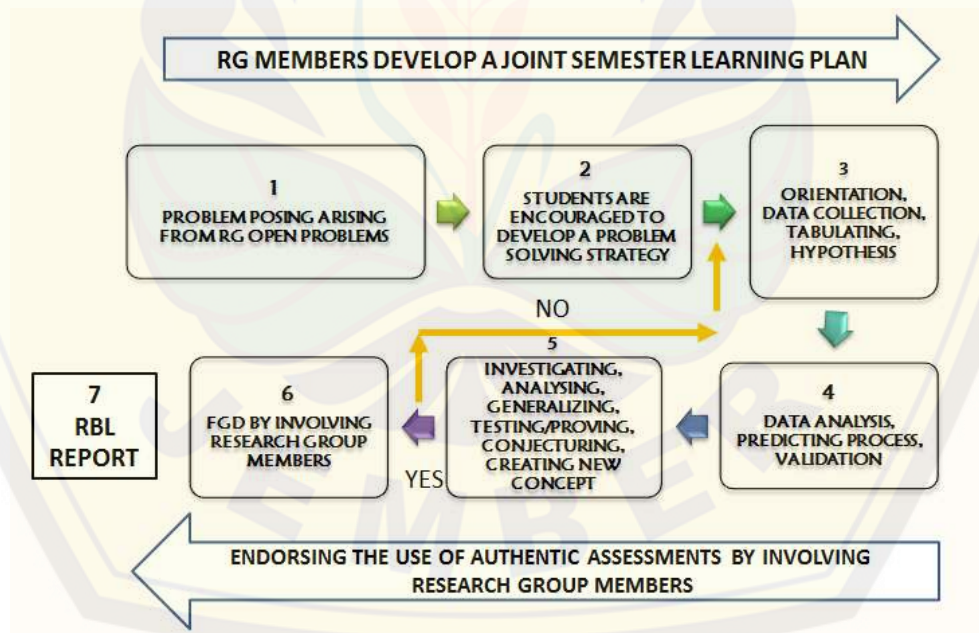 RG MEMBERS DEVELOP A JOINT SEMESTER LEARNING PLAN
1
PROBLEM POSING ARISING
FROM RG OPEN PROBLEMS
2
STUDENTS ARE
ENCOURAGED TO
DEVELOP A PROBLEM
SOLVING STRATEGY
3
ORIENTATION,
DATA COLLECTION,
TABULATING,
HYPOTHESIS
NO
4
DATA ANALYSIS,
PREDICTING PROCESS,
VALIDATION
5
INVESTIGATING,
ANALYSING,
GENERALIZING,
TESTING/PROVING,
CONJECTURING,
CREATING NEW
CONCEPT
YES
6
FGD BY INVOLVING
RESEARCH GROUP
MEMBERS
7
RBL
REPORT
ENDORSING THE USE OF AUTHENTIC ASSESSMENTS BY INVOLVING
RESEARCH GROUP MEMBERS
JEMBER